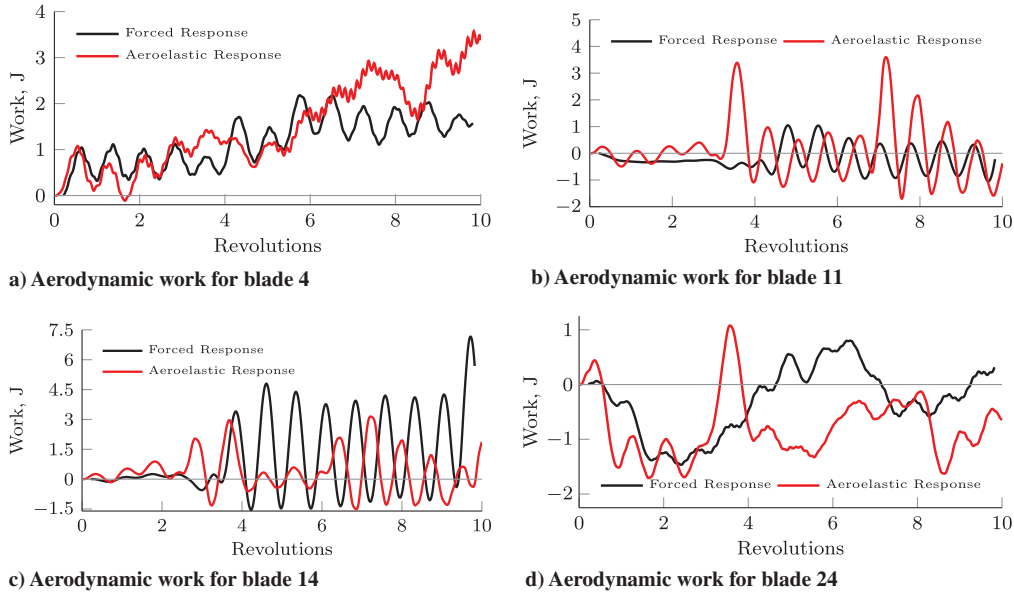 4
3
2
1
0
Work, J
Forced Response
Aeroelastic Response
0 2 4 6 8 10
Revolutions
a) Aerodynamic work for blade 4
5
4
3
2
1
0
−1
−2
Work, J
Forced Response Aeroelastic Response
0 2 4 6 8 10
Revolutions
b) Aerodynamic work for blade 11
7.5
6
4.5
3
1.5
0
−1.5
Work, J
Forced Response
Aeroelastic Response
0 2 4 6 8 10
Revolutions
c) Aerodynamic work for blade 14
1
0
−1
−2
Work, J
Forced Response Aeroelastic Response
0 2 4 6 8 10
Revolutions
d) Aerodynamic work for blade 24